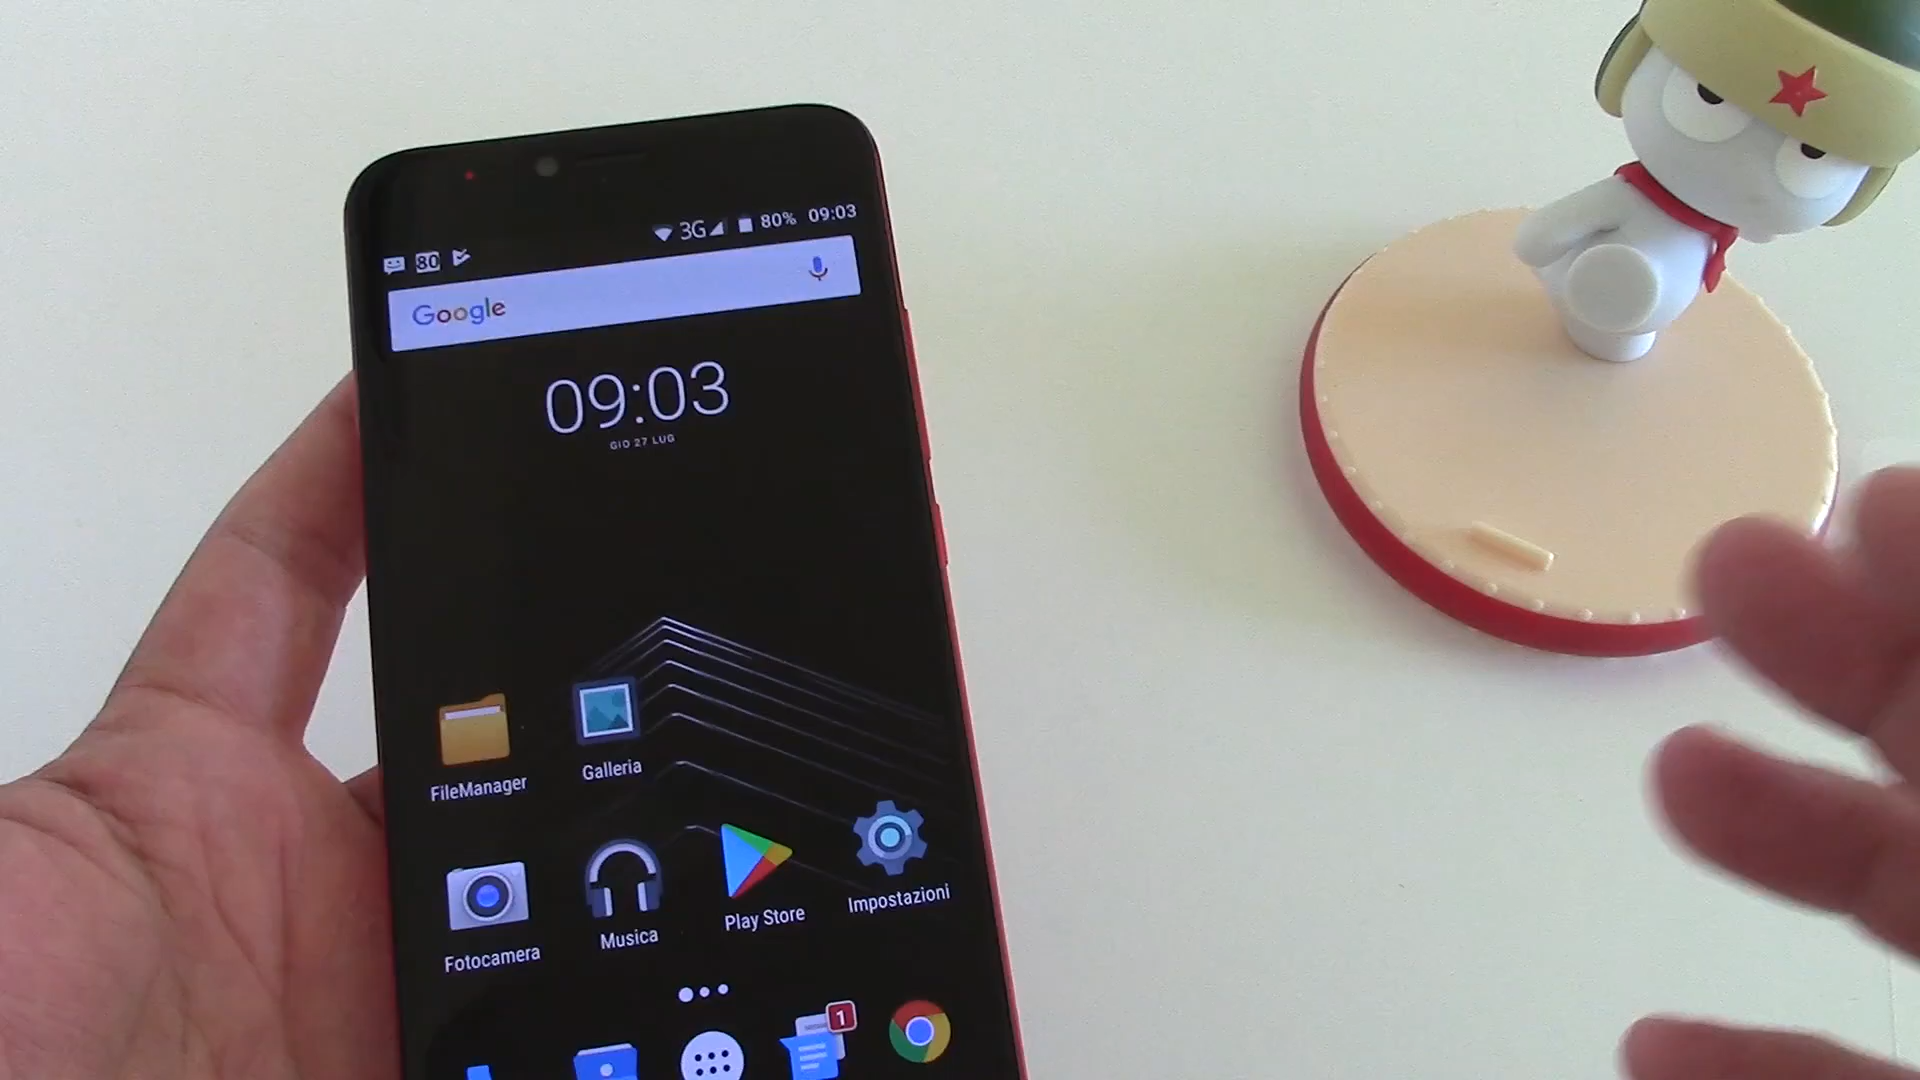 80 3G 80% 09:03
Google
09:03
GIO 27 LUG
FileManager Galleria
Fotocamera Musica Play Store Impostazioni
1